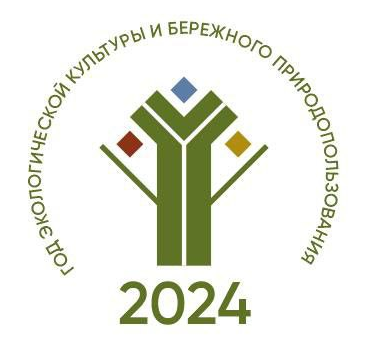 ГОД ЭКОЛОГИЧЕСКОЙ КУЛЬТУРЫ И БЕРЕЖНОГО ПРИРОДОПОЛЬЗОВАНИЯ
2024